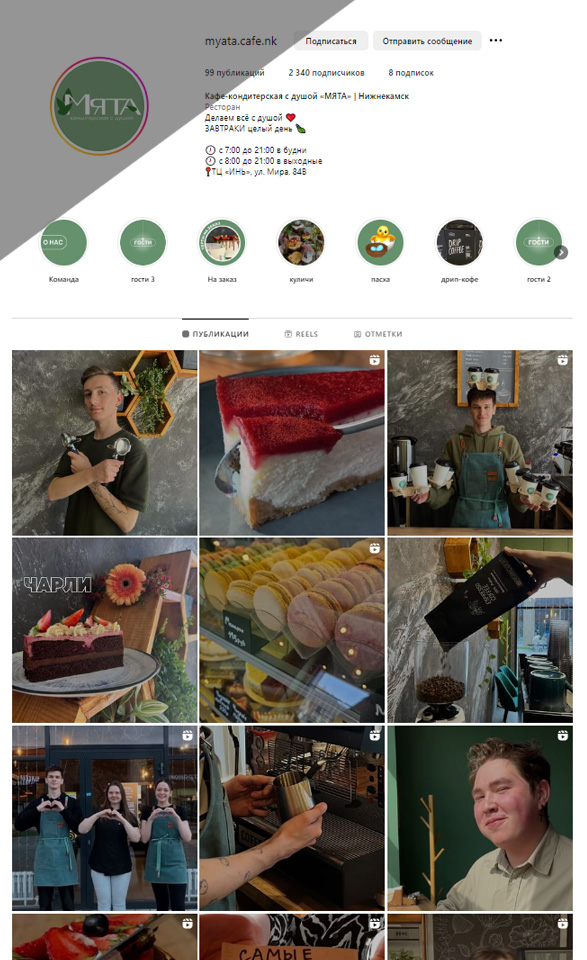 myata.cafe.nk
Подписаться
Отправить сообщение
99 публикаций 2 340 подписчиков 8 подписок
Кафе-кондитерская с душой «МЯТА» | Нижнекамск
Ресторан
Делаем всё с душой ❤️
ЗАВТРАКИ целый день
с 7:00 до 21:00 в будни
с 8:00 до 21:00 в выходные
📍ТЦ «ИНЬ», ул. Мира, 84В
МЯТА
кондитерская с душой
О НАС
ГОСТИ
DRIP COFFEE
ГОСТИ
Команда
гости 3
На заказ
куличи
пасха
дрип-кофе
гости 2
ПУБЛИКАЦИИ
REELS
ОТМЕТКИ
ЧАРЛИ
САМЫЕ